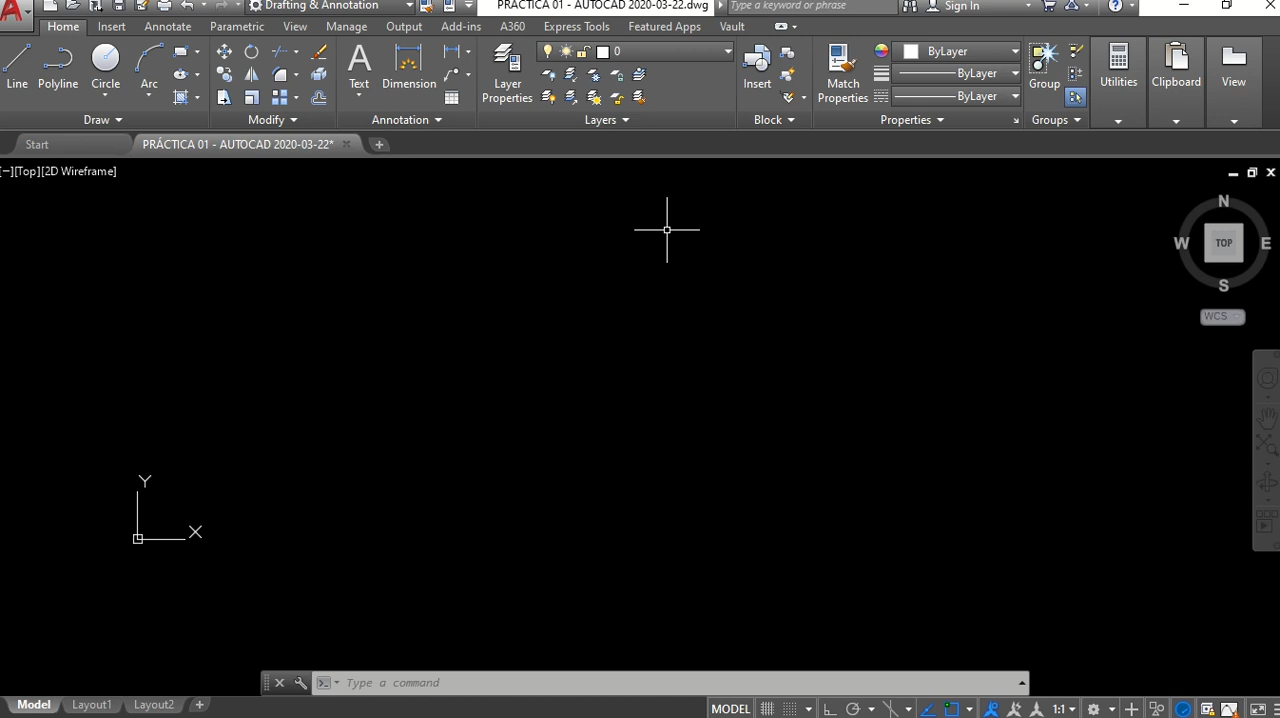 Drafting & Annotation
PRÁCTICA 01 - AUTOCAD 2020-03-22.dwg
Type a keyword or phrase
Sign In
Home Insert Annotate Parametric View Manage Output Add-ins A360 Express Tools Featured Apps Vault
Line Polyline Circle Arc
Text Dimension
Layer Properties
0
Insert
Match Properties
ByLayer
ByLayer
ByLayer
Group
Utilities
Clipboard
View
Draw Modify Annotation Layers Block Properties Groups
Start
PRÁCTICA 01 - AUTOCAD 2020-03-22*
[−][Top][2D Wireframe]
N
W TOP E
S
WCS
Y
X
Type a command
Model Layout1 Layout2
MODEL
1:1